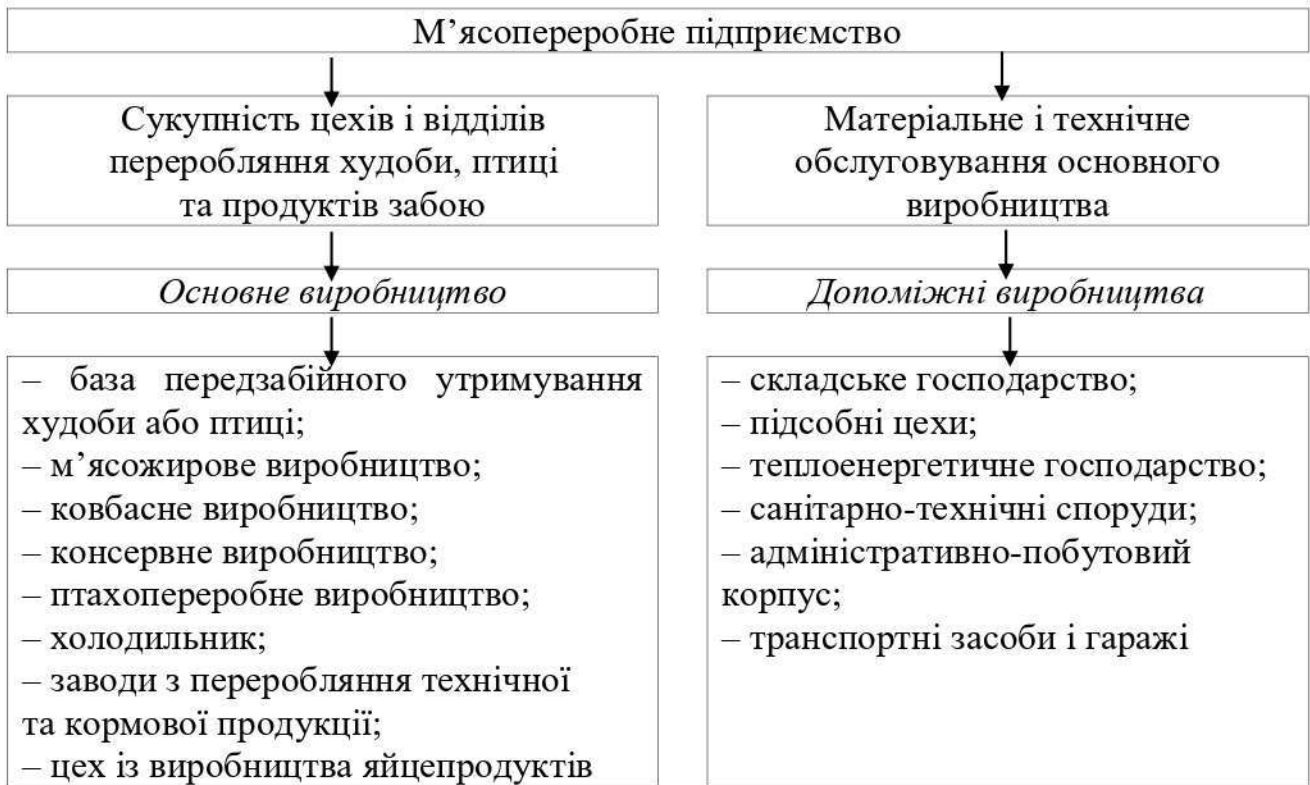 М’ясопереробне підприємство
Сукупність цехів і відділів
переробляння худоби, птиці
та продуктів забою
Матеріальне і технічне
обслуговування основного
виробництва
Основне виробництво
Допоміжні виробництва
– база передзабійного утримування
худоби або птиці;
– м’ясожирове виробництво;
– ковбасне виробництво;
– консервне виробництво;
– птахопереробне виробництво;
– холодильник;
– заводи з переробляння технічної
та кормової продукції;
– цех із виробництва яйцепродуктів
– складське господарство;
– підсобні цехи;
– теплоенергетичне господарство;
– санітарно-технічні споруди;
– адміністративно-побутовий
корпус;
– транспортні засоби і гаражі